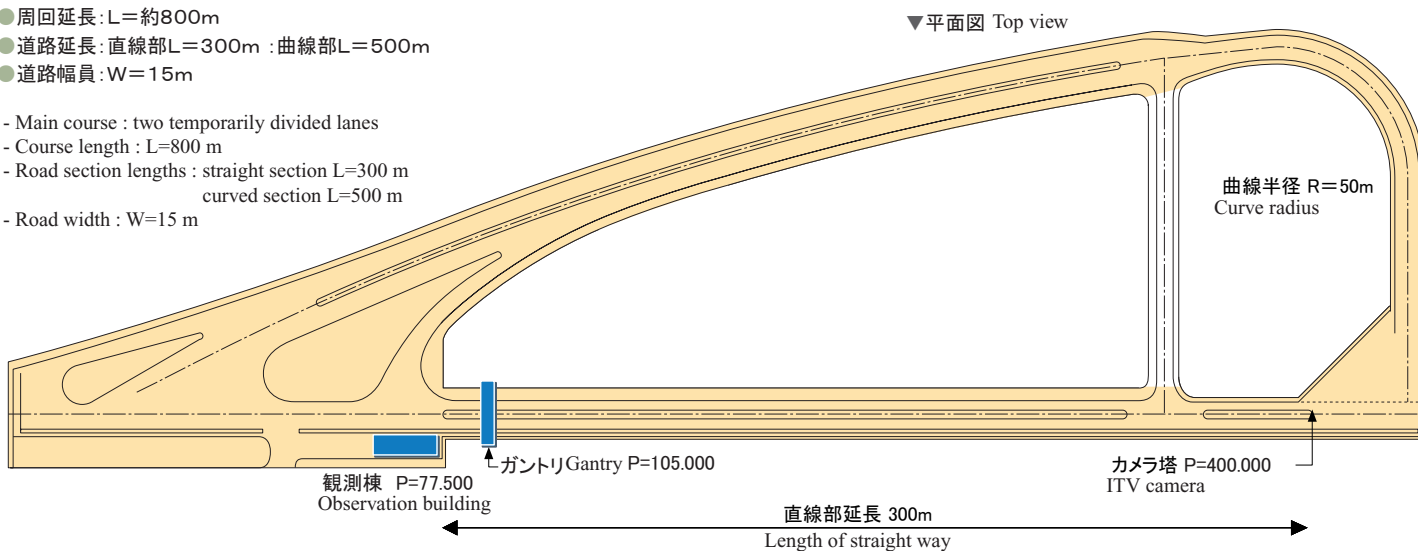 ●周回延長:L=約800m
●道路延長:直線部L=300m :曲線部L=500m
●道路幅員:W=15m
- Main course : two temporarily divided lanes
- Course length : L=800 m
- Road section lengths : straight section L=300 m
curved section L=500 m
- Road width : W=15 m
▼平面図 Top view
曲線半径 R=50m
Curve radius
ガントリGantry P=105.000
観測棟 P=77.500
Observation building
カメラ塔 P=400.000
ITV camera
直線部延長 300m
Length of straight way